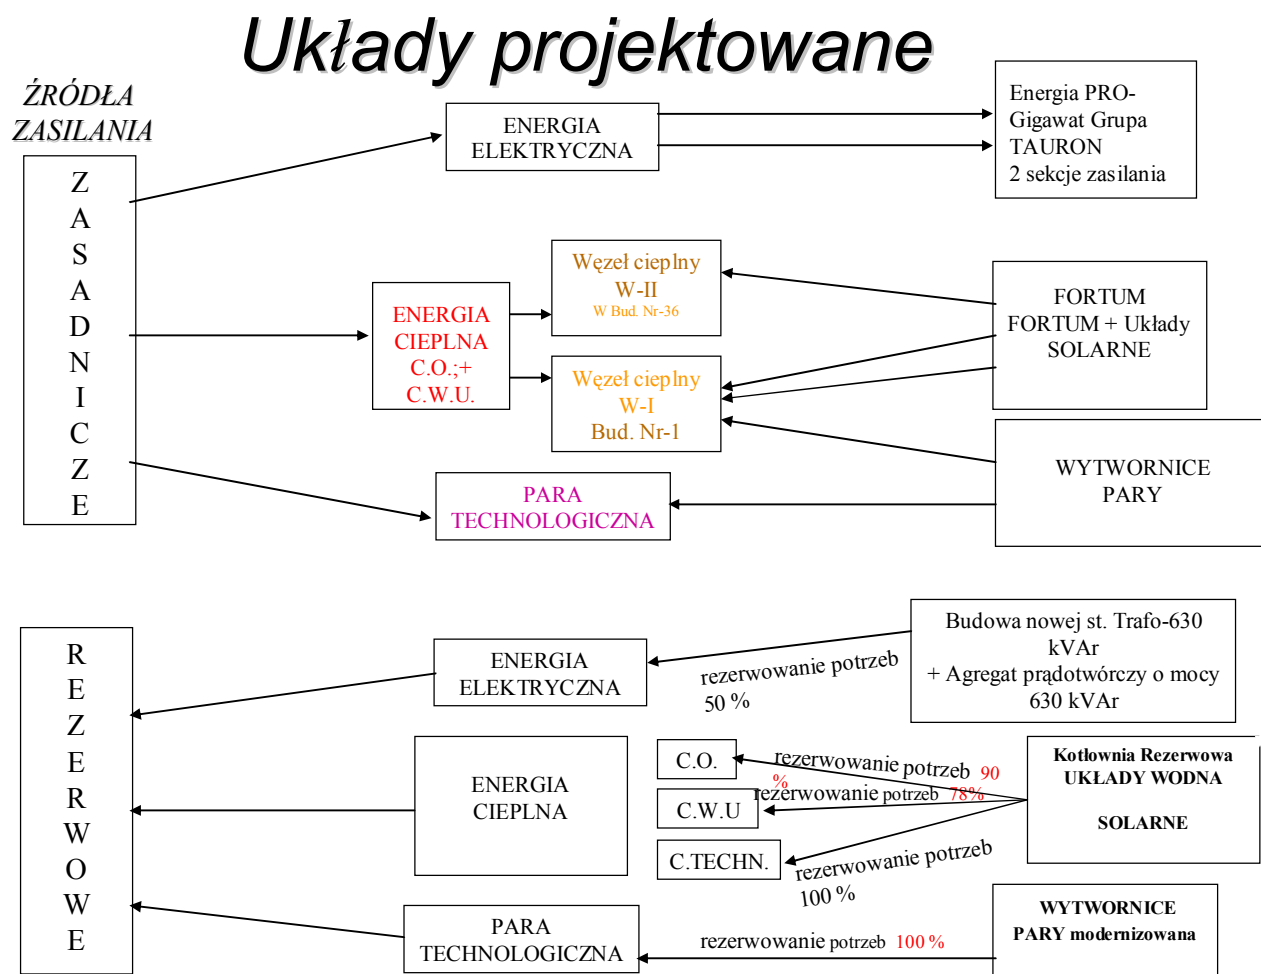 Układy projektowane
ŹRÓDŁA
ZASILANIA
Z
A
S
A
D
N
I
C
Z
E
ENERGIA
ELEKTRYCZNA
Energia PRO-
Gigawat Grupa
TAURON
2 sekcje zasilania
ENERGIA
CIEPLNA
C.O.;+
C.W.U.
Węzeł cieplny
W-II
W Bud. Nr-36
Węzeł cieplny
W-I
Bud. Nr-1
FORTUM
FORTUM + Układy
SOLARNE
PARA
TECHNOLOGICZNA
WYTWORNICE
PARY
R
E
Z
E
R
W
O
W
E
ENERGIA
ELEKTRYCZNA
rezerwowanie potrzeb
50 %
Budowa nowej st. Trafo-630
kVAr
+ Agregat prądotwórczy o mocy
630 kVAr
ENERGIA
CIEPLNA
C.O.
rezerwowanie potrzeb 90
%
C.W.U
rezerwowanie potrzeb 78%
C.TECHN.
rezerwowanie potrzeb
100 %
Kotłownia Rezerwowa
UKŁADY WODNA
SOLARNE
PARA
TECHNOLOGICZNA
rezerwowanie potrzeb 100 %
WYTWORNICE
PARY modernizowana